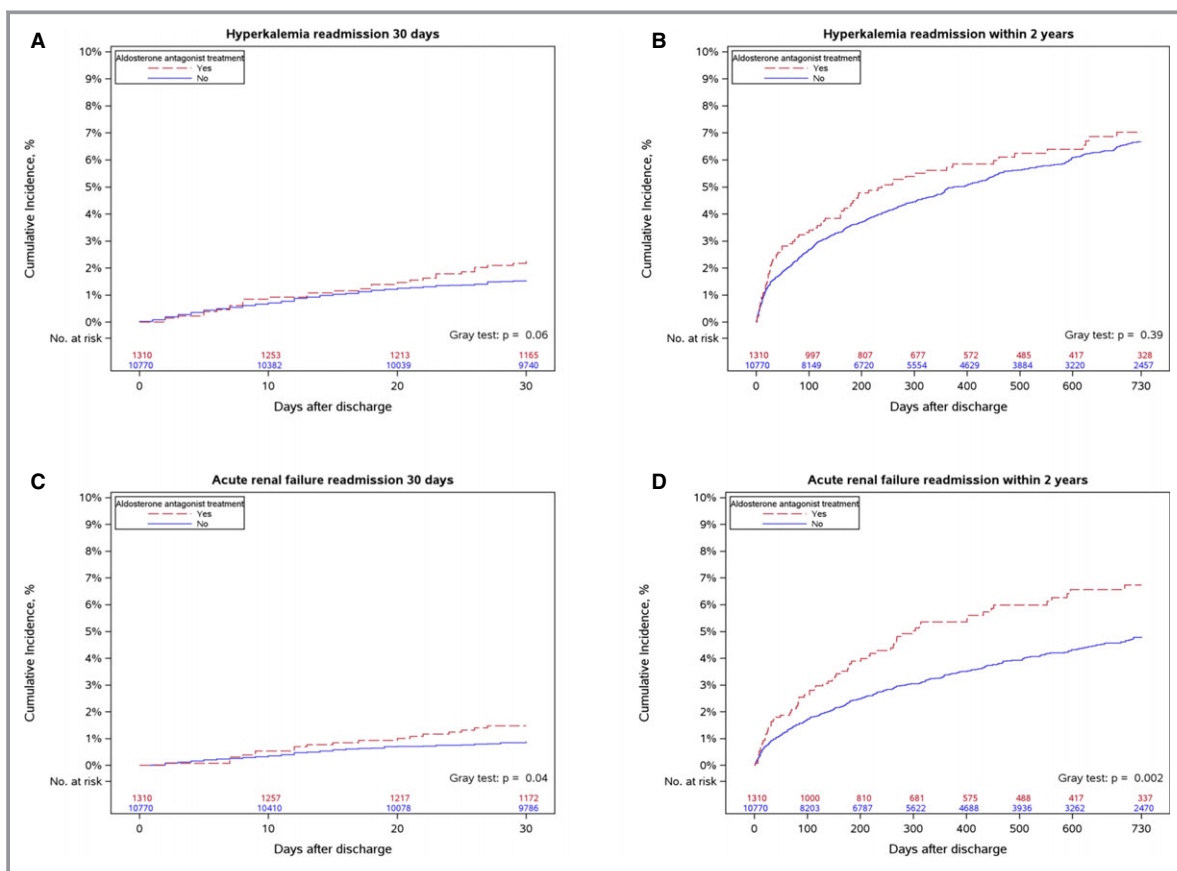 A
Hyperkalemia readmission 30 days
Aldosterone antagonist treatment
Yes
No
Cumulative Incidence, %
10%
9%
8%
7%
6%
5%
4%
3%
2%
1%
0%
No. at risk
Gray test: p = 0.06
1310 1253 1213 1165
10770 10382 10039 9740
0 10 20 30
Days after discharge
B
Hyperkalemia readmission within 2 years
Aldosterone antagonist treatment
Yes
No
Cumulative Incidence, %
10%
9%
8%
7%
6%
5%
4%
3%
2%
1%
0%
No. at risk
Gray test: p = 0.39
1310 997 807 677 572 485 417 328
10770 8149 6720 5554 4629 3884 3220 2457
0 100 200 300 400 500 600 730
Days after discharge
C
Acute renal failure readmission 30 days
Aldosterone antagonist treatment
Yes
No
Cumulative Incidence, %
10%
9%
8%
7%
6%
5%
4%
3%
2%
1%
0%
No. at risk
Gray test: p = 0.04
1310 1257 1217 1172
10770 10410 10078 9786
0 10 20 30
Days after discharge
D
Acute renal failure readmission within 2 years
Aldosterone antagonist treatment
Yes
No
Cumulative Incidence, %
10%
9%
8%
7%
6%
5%
4%
3%
2%
1%
0%
No. at risk
Gray test: p = 0.002
1310 1000 810 681 575 488 417 337
10770 8203 6787 5622 4688 3936 3262 2470
0 100 200 300 400 500 600 730
Days after discharge